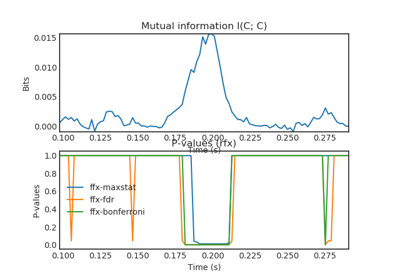 Mutual information I(C; C)
0.015
0.010
0.005
0.000
Bits
0.100 0.125 0.150 0.175 0.200 0.225 0.250 0.275
Time (s)
P-values (rfx)
1.0
0.8
0.6
0.4
0.2
0.0
P-values
ffx-maxstat
ffx-fdr
ffx-bonferroni
0.100 0.125 0.150 0.175 0.200 0.225 0.250 0.275
Time (s)